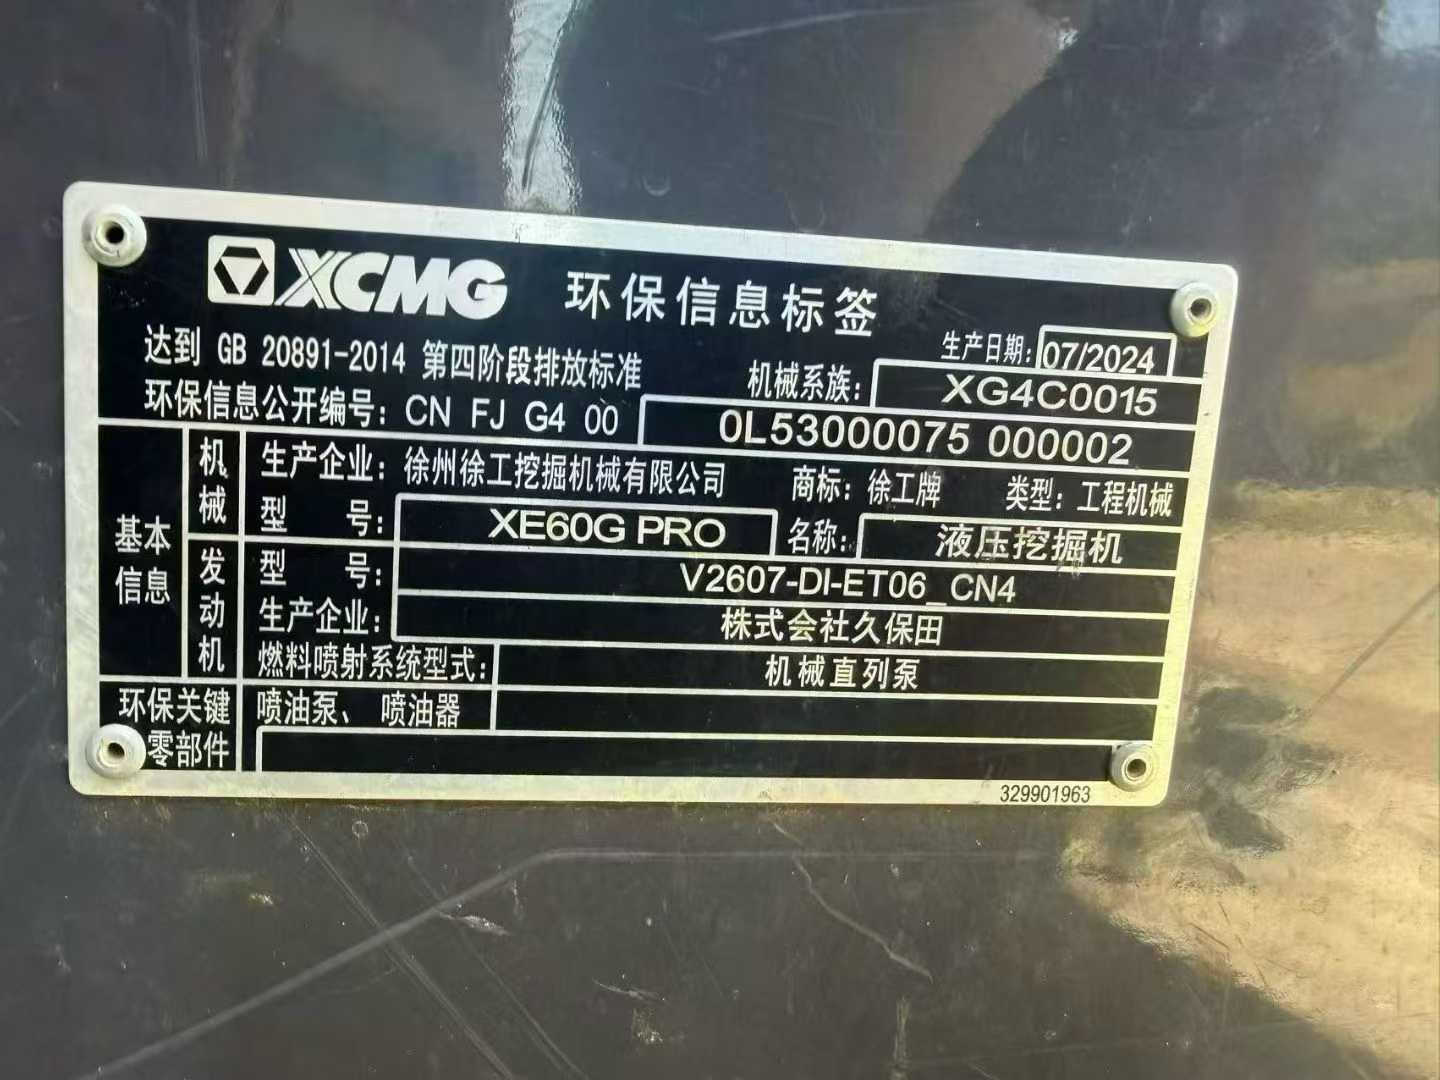 XCMG 环保信息标签
达到 GB 20891-2014 第四阶段排放标准
生产日期: 07/2024
机械系族: XG4C0015
环保信息公开编号: CN FJ G4 00 0L53000075 000002
基本信息
机械
生产企业: 徐州徐工挖掘机械有限公司 商标: 徐工牌 类型: 工程机械
型 号: XE60G PRO 名称: 液压挖掘机
发动机
型 号: V2607-DI-ET06_CN4
生产企业: 株式会社久保田
燃料喷射系统型式: 机械直列泵
环保关键零部件
喷油泵、喷油器
329901963